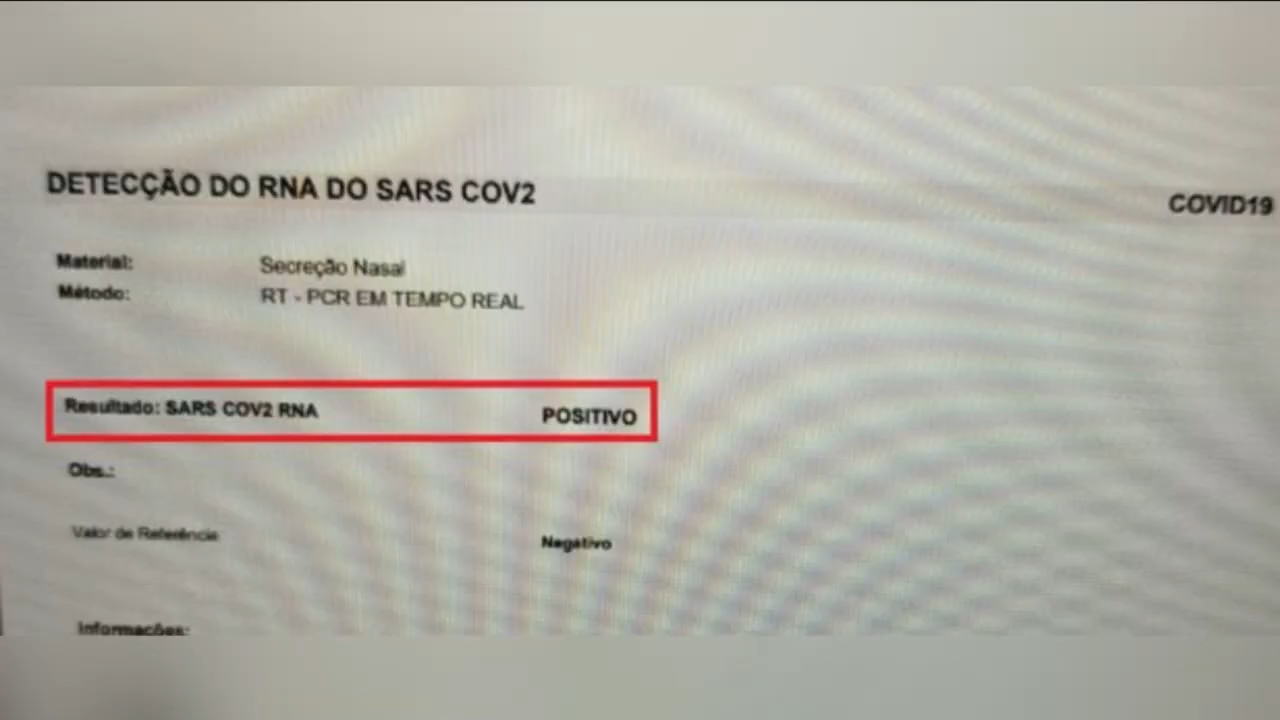 DETECÇÃO DO RNA DO SARS COV2
COVID19
Material: Secreção Nasal
Método: RT - PCR EM TEMPO REAL
Resultado: SARS COV2 RNA POSITIVO
Obs.:
Valor de Referência Negativo
Informações: